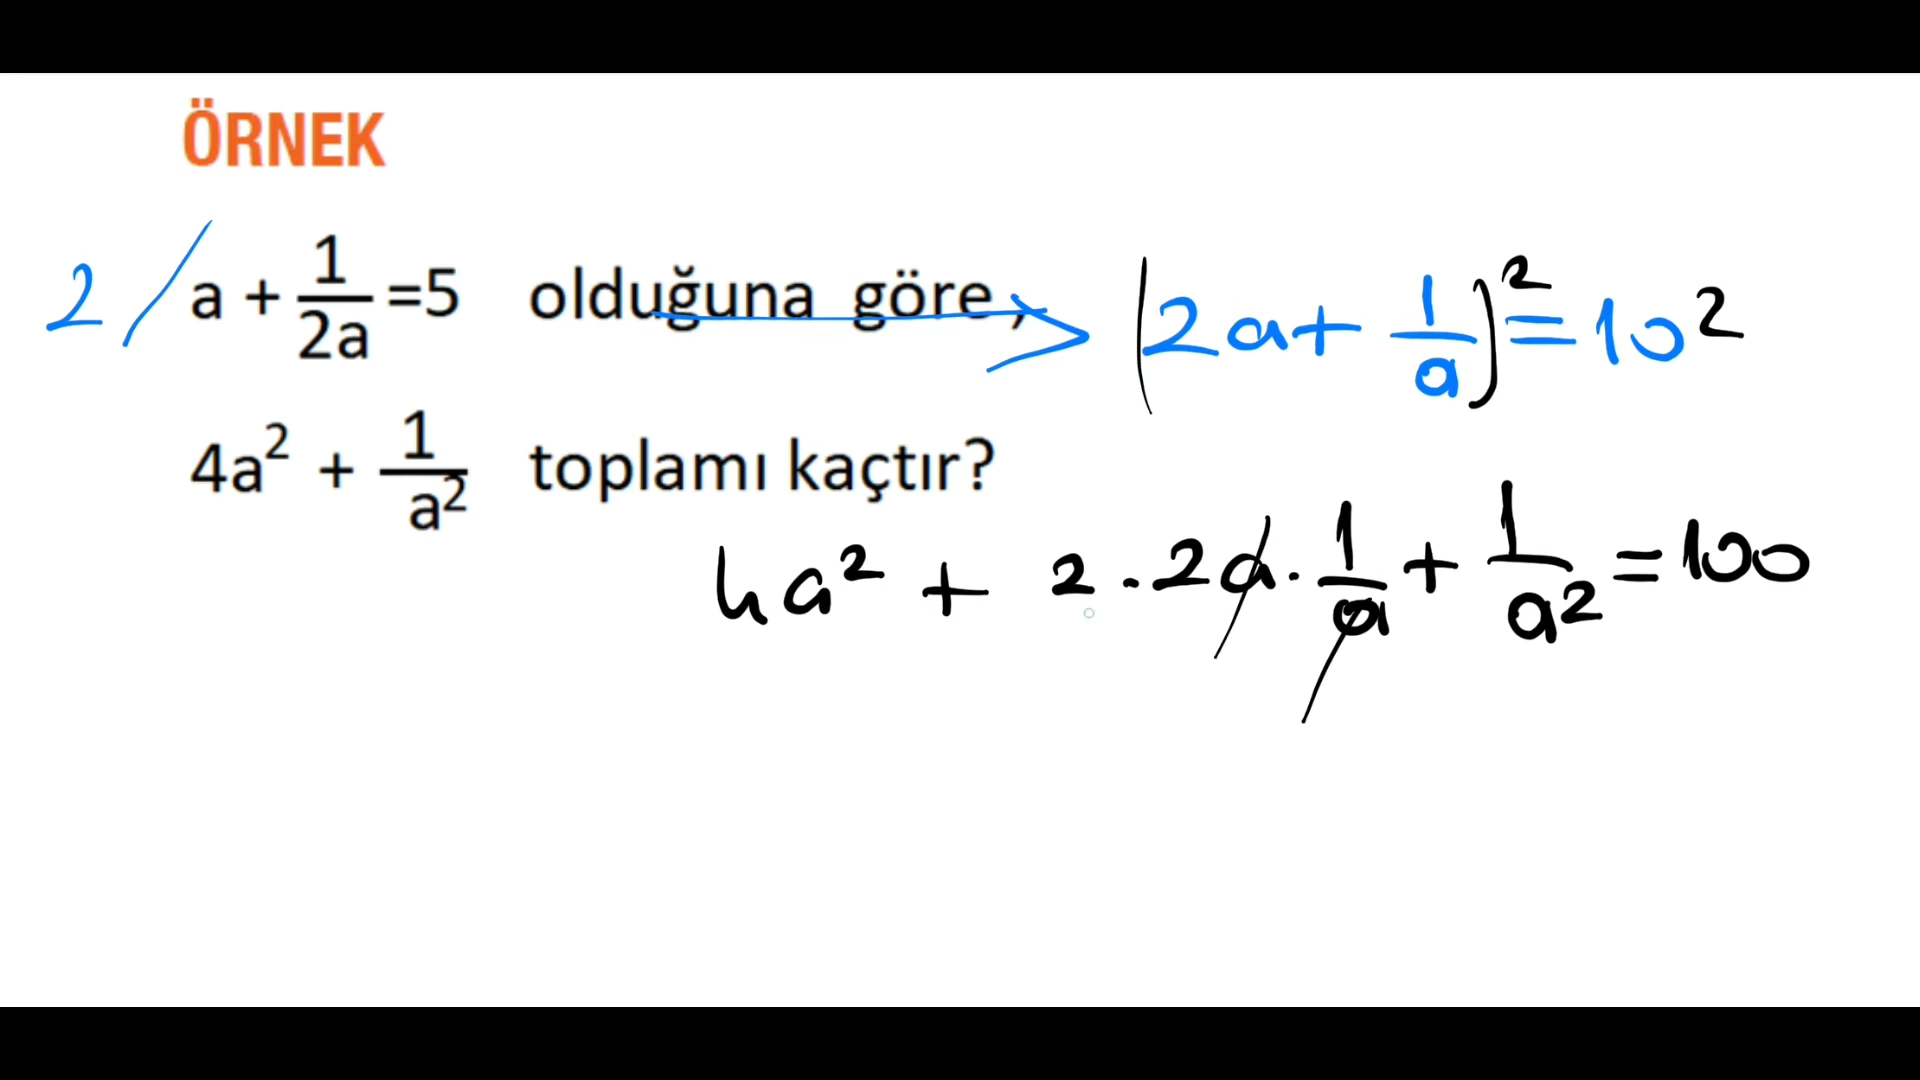 ÖRNEK
2/ a + 1/2a =5 olduğuna göre, (2a + 1/a)² = 10²
4a² + 1/a² toplamı kaçtır?
4a² + 2 · 2a · 1/a + 1/a² = 100